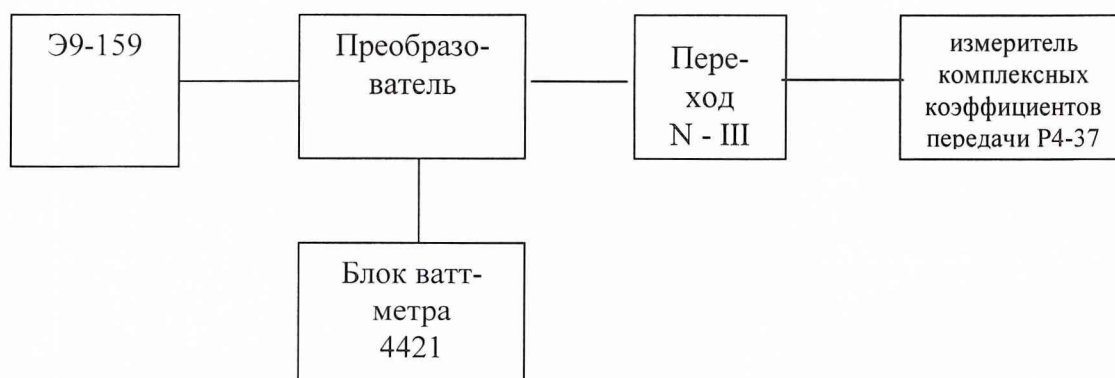 Э9-159
Преобразо-
ватель
Пере-
ход
N - III
измеритель
комплексных
коэффициентов
передачи Р4-37
Блок ватт-
метра
4421